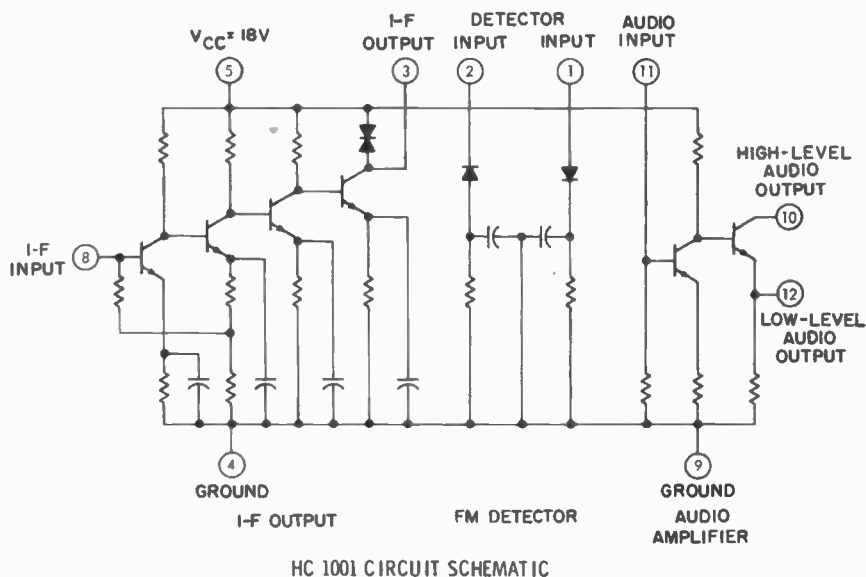 VCC = 18V
5
I-F
OUTPUT
3
DETECTOR
INPUT INPUT
2
1
AUDIO
INPUT
11
HIGH-LEVEL
AUDIO
OUTPUT
10
I-F
INPUT
8
12
LOW-LEVEL
AUDIO
OUTPUT
4
GROUND
9
GROUND
I-F OUTPUT
FM DETECTOR
AUDIO
AMPLIFIER
HC 1001 CIRCUIT SCHEMATIC